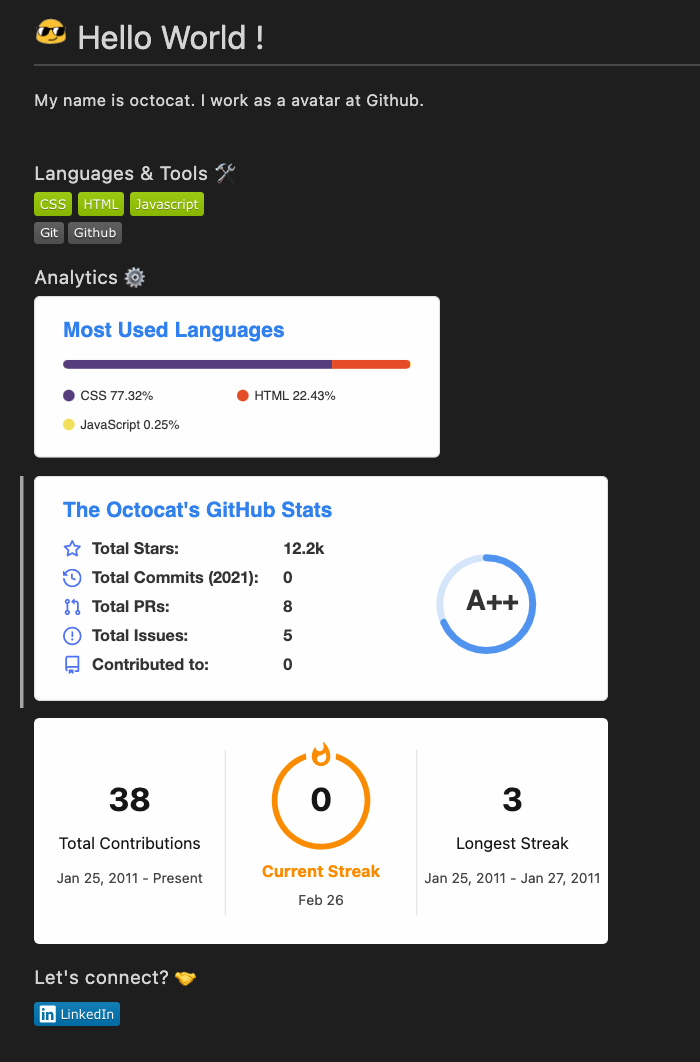 😎 Hello World !
My name is octocat. I work as a avatar at Github.
Languages & Tools 🛠️
CSS HTML Javascript
Git Github
Analytics ⚙️
Most Used Languages
CSS 77.32% HTML 22.43%
JavaScript 0.25%
The Octocat's GitHub Stats
Total Stars: 12.2k
Total Commits (2021): 0
Total PRs: 8
Total Issues: 5
Contributed to: 0
A++
38 0 3
Total Contributions Longest Streak
Current Streak
Jan 25, 2011 - Present Jan 25, 2011 - Jan 27, 2011
Feb 26
Let's connect? 🤝
in LinkedIn